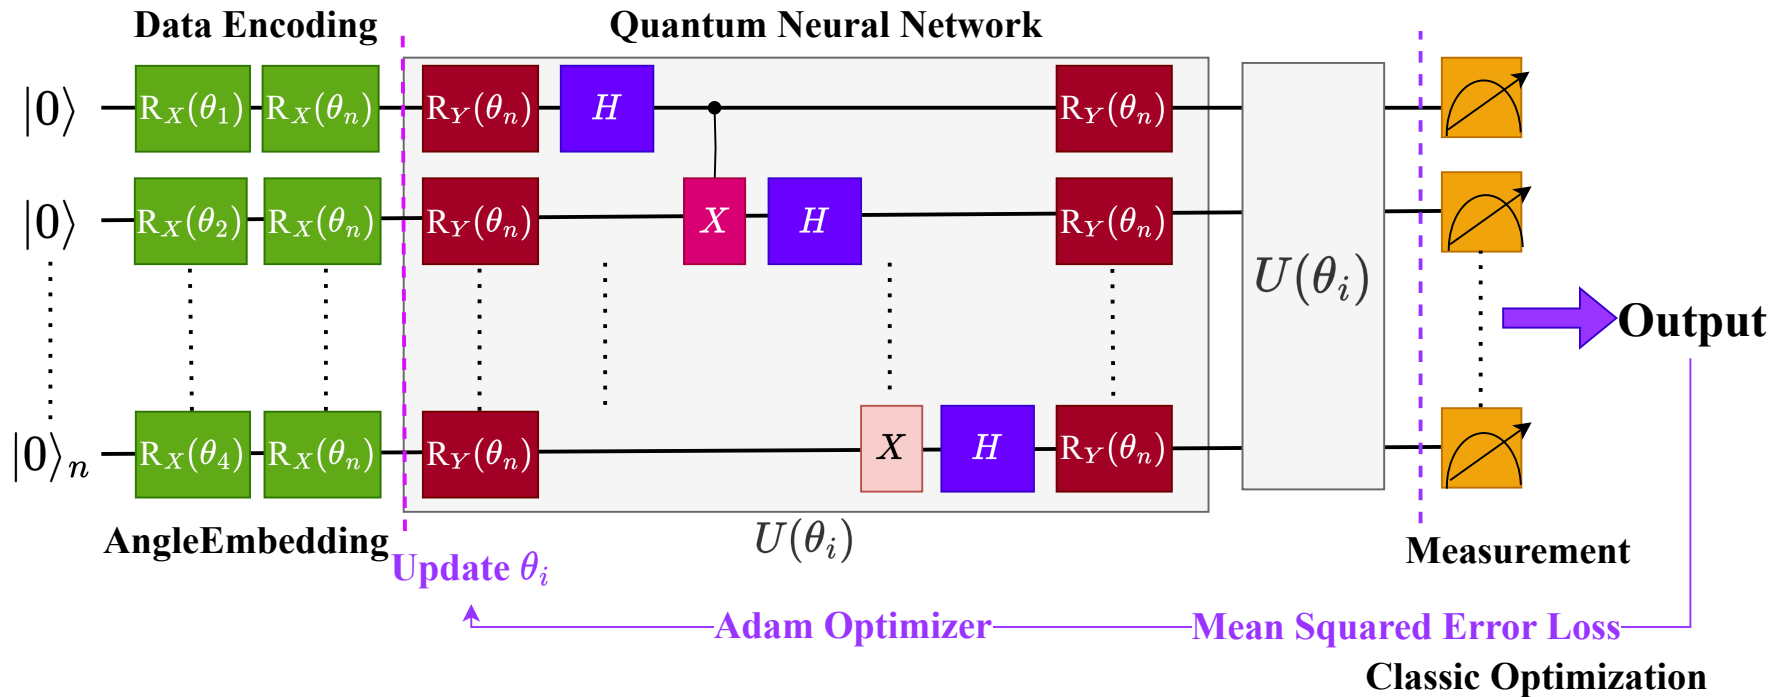 Data Encoding
Quantum Neural Network
|0⟩ R_X(θ_1) R_X(θ_n) R_Y(θ_n) H R_Y(θ_n)
|0⟩ R_X(θ_2) R_X(θ_n) R_Y(θ_n) X H R_Y(θ_n)
U(θ_i)
Output
|0⟩_n R_X(θ_4) R_X(θ_n) R_Y(θ_n) X H R_Y(θ_n)
AngleEmbedding
U(θ_i)
Measurement
Update θ_i
Adam Optimizer
Mean Squared Error Loss
Classic Optimization